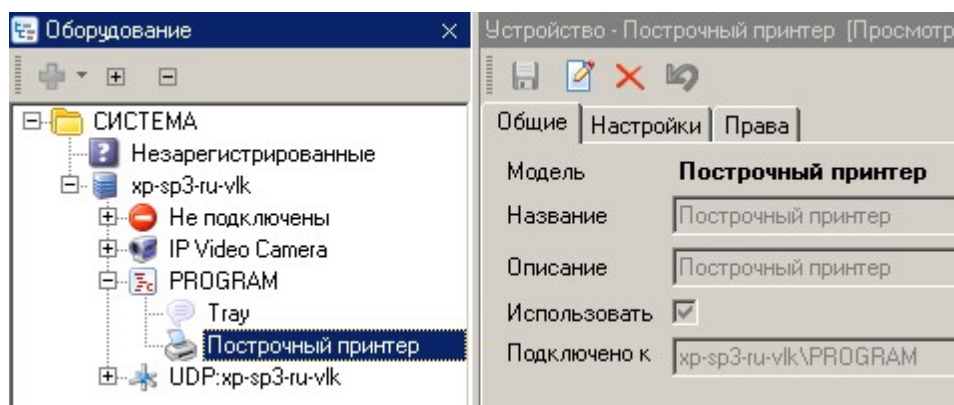 Оборудование
СИСТЕМА
Незарегистрированные
xp-sp3-ru-vlk
Не подключены
IP Video Camera
PROGRAM
Tray
Построчный принтер
UDP:xp-sp3-ru-vlk
Устройство - Построчный принтер [Просмотр
Общие Настройки Права
Модель Построчный принтер
Название Построчный принтер
Описание Построчный принтер
Использовать
Подключено к xp-sp3-ru-vlk\PROGRAM